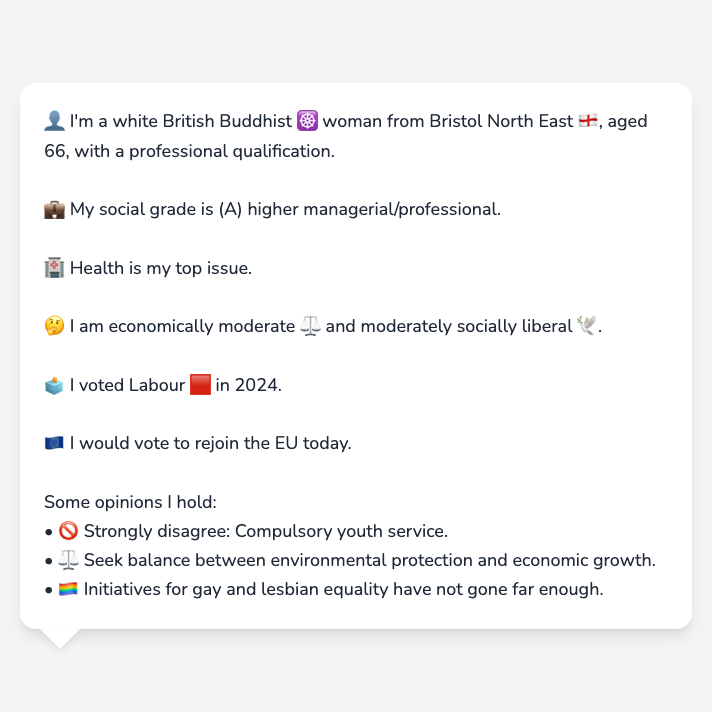 👤 I'm a white British Buddhist ☸️ woman from Bristol North East 🏴󠁧󠁢󠁥󠁮󠁧󠁿, aged
66, with a professional qualification.
💼 My social grade is (A) higher managerial/professional.
🏥 Health is my top issue.
🤔 I am economically moderate ⚖️ and moderately socially liberal 🕊️.
🗳️ I voted Labour 🟥 in 2024.
🇪🇺 I would vote to rejoin the EU today.
Some opinions I hold:
• 🚫 Strongly disagree: Compulsory youth service.
• ⚖️ Seek balance between environmental protection and economic growth.
• 🏳️‍🌈 Initiatives for gay and lesbian equality have not gone far enough.